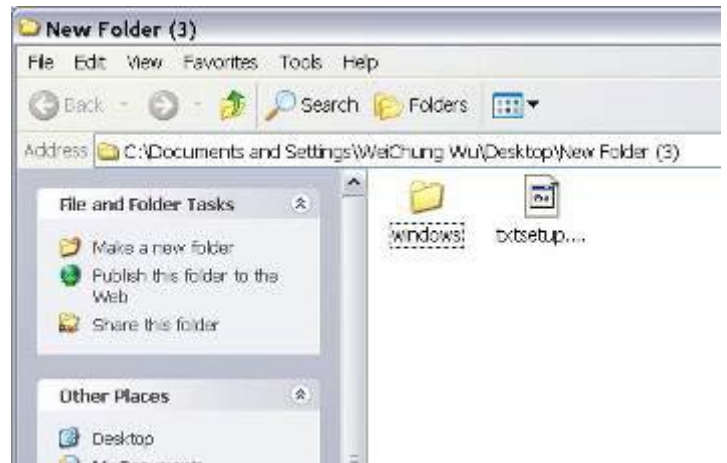 New Folder (3)
File Edit View Favorites Tools Help
Back Search Folders
Address C:\Documents and Settings\WeiChung Wu\Desktop\New Folder (3)
File and Folder Tasks
Make a new folder
Publish this folder to the
Web
Share this folder
windows txtsetup....
Other Places
Desktop
My Documents